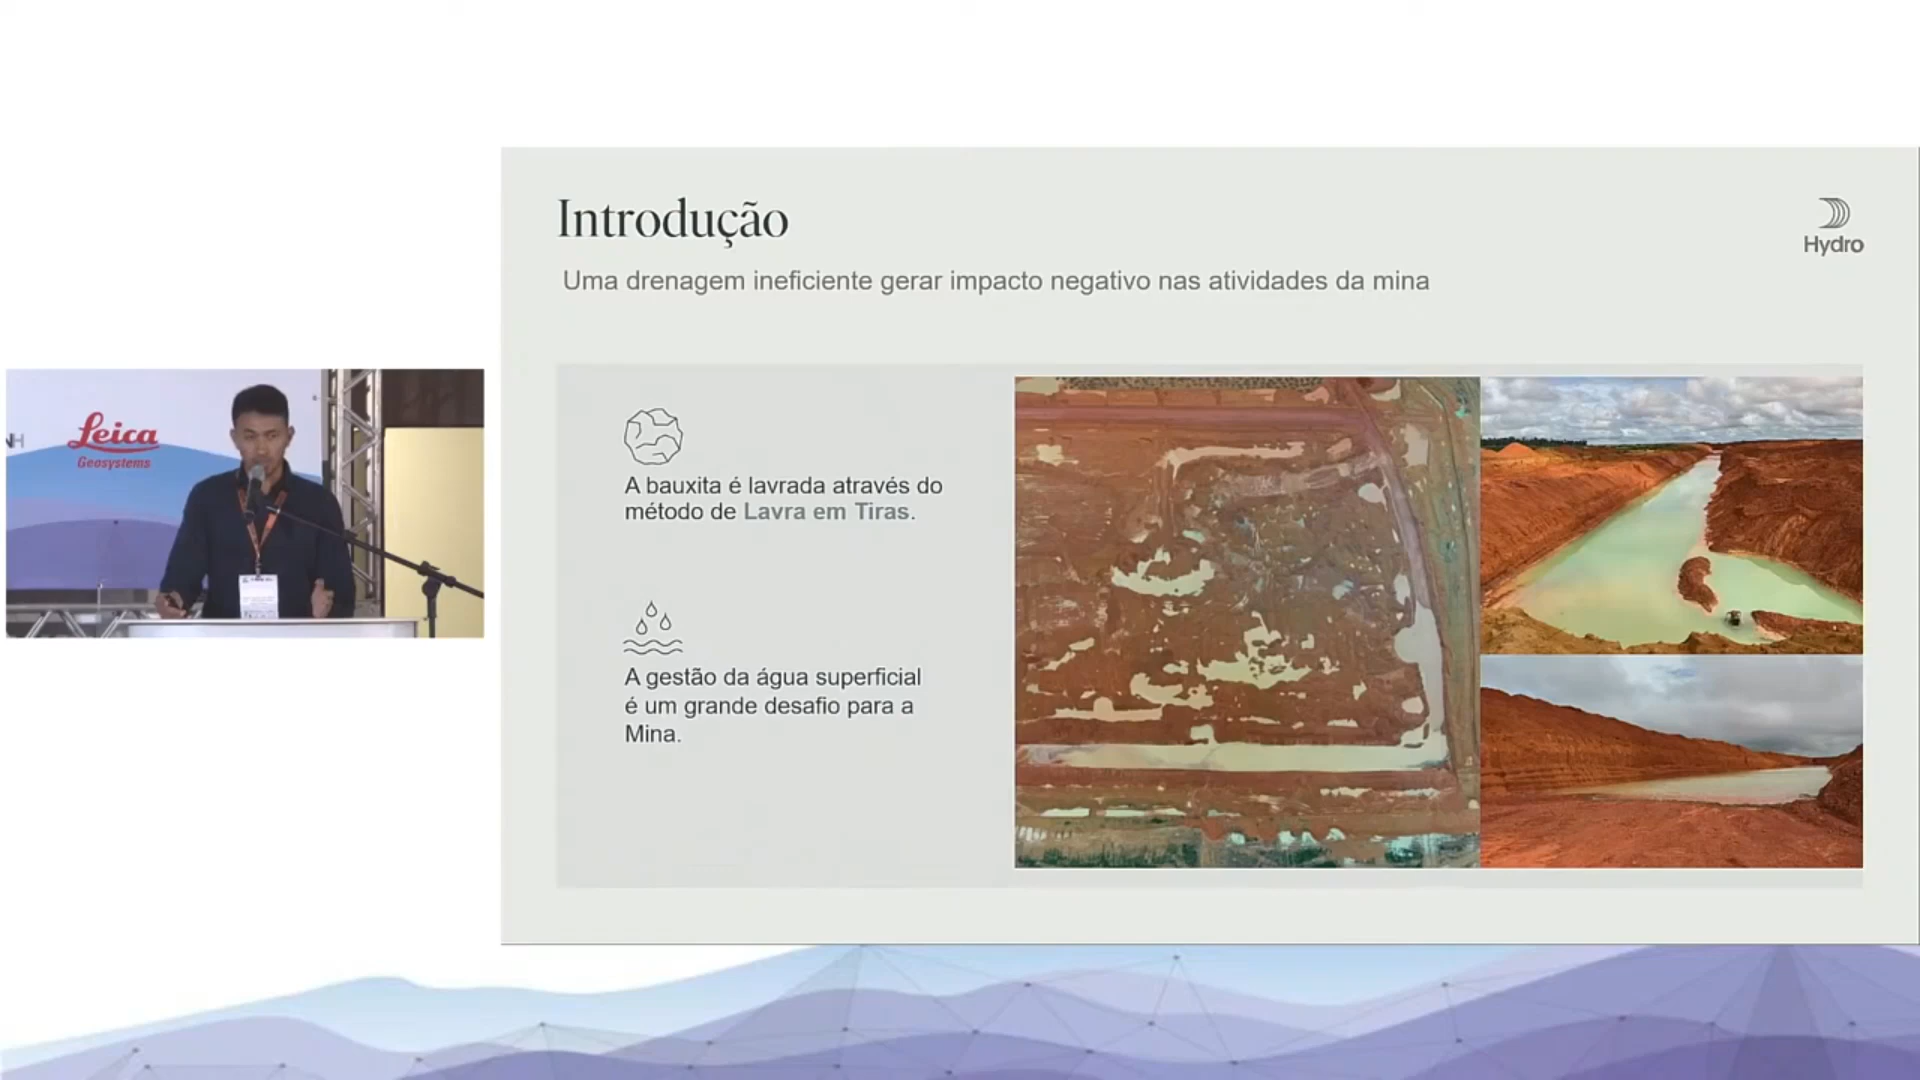 Introdução
Hydro
Uma drenagem ineficiente gerar impacto negativo nas atividades da mina
Leica
Geosystems
A bauxita é lavrada através do
método de Lavra em Tiras.
A gestão da água superficial
é um grande desafio para a
Mina.